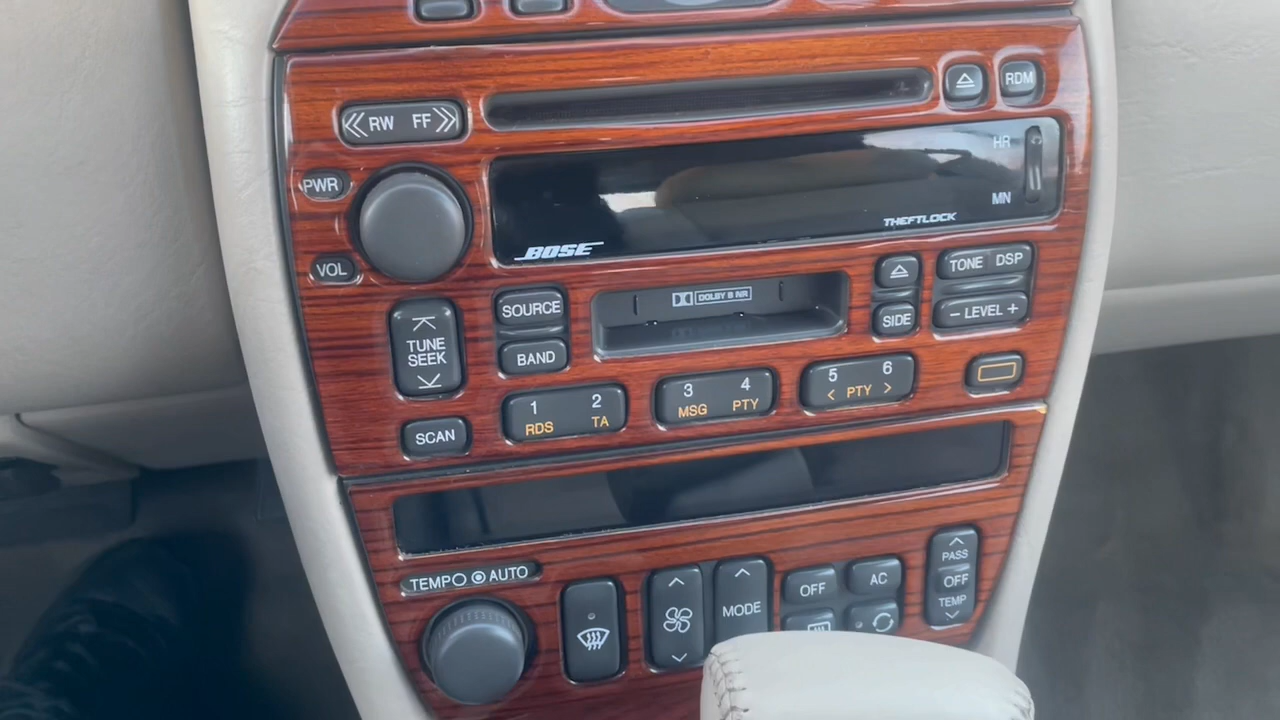 RDM
RW FF
HR
PWR
MN
THEFTLOCK
BOSE
VOL
TONE DSP
SOURCE
DOLBY B NR
− LEVEL +
SIDE
TUNE
SEEK
BAND
1 2
RDS TA
3 4
MSG PTY
5 6
< PTY >
SCAN
TEMP AUTO
OFF
AC
MODE
PASS
OFF
TEMP